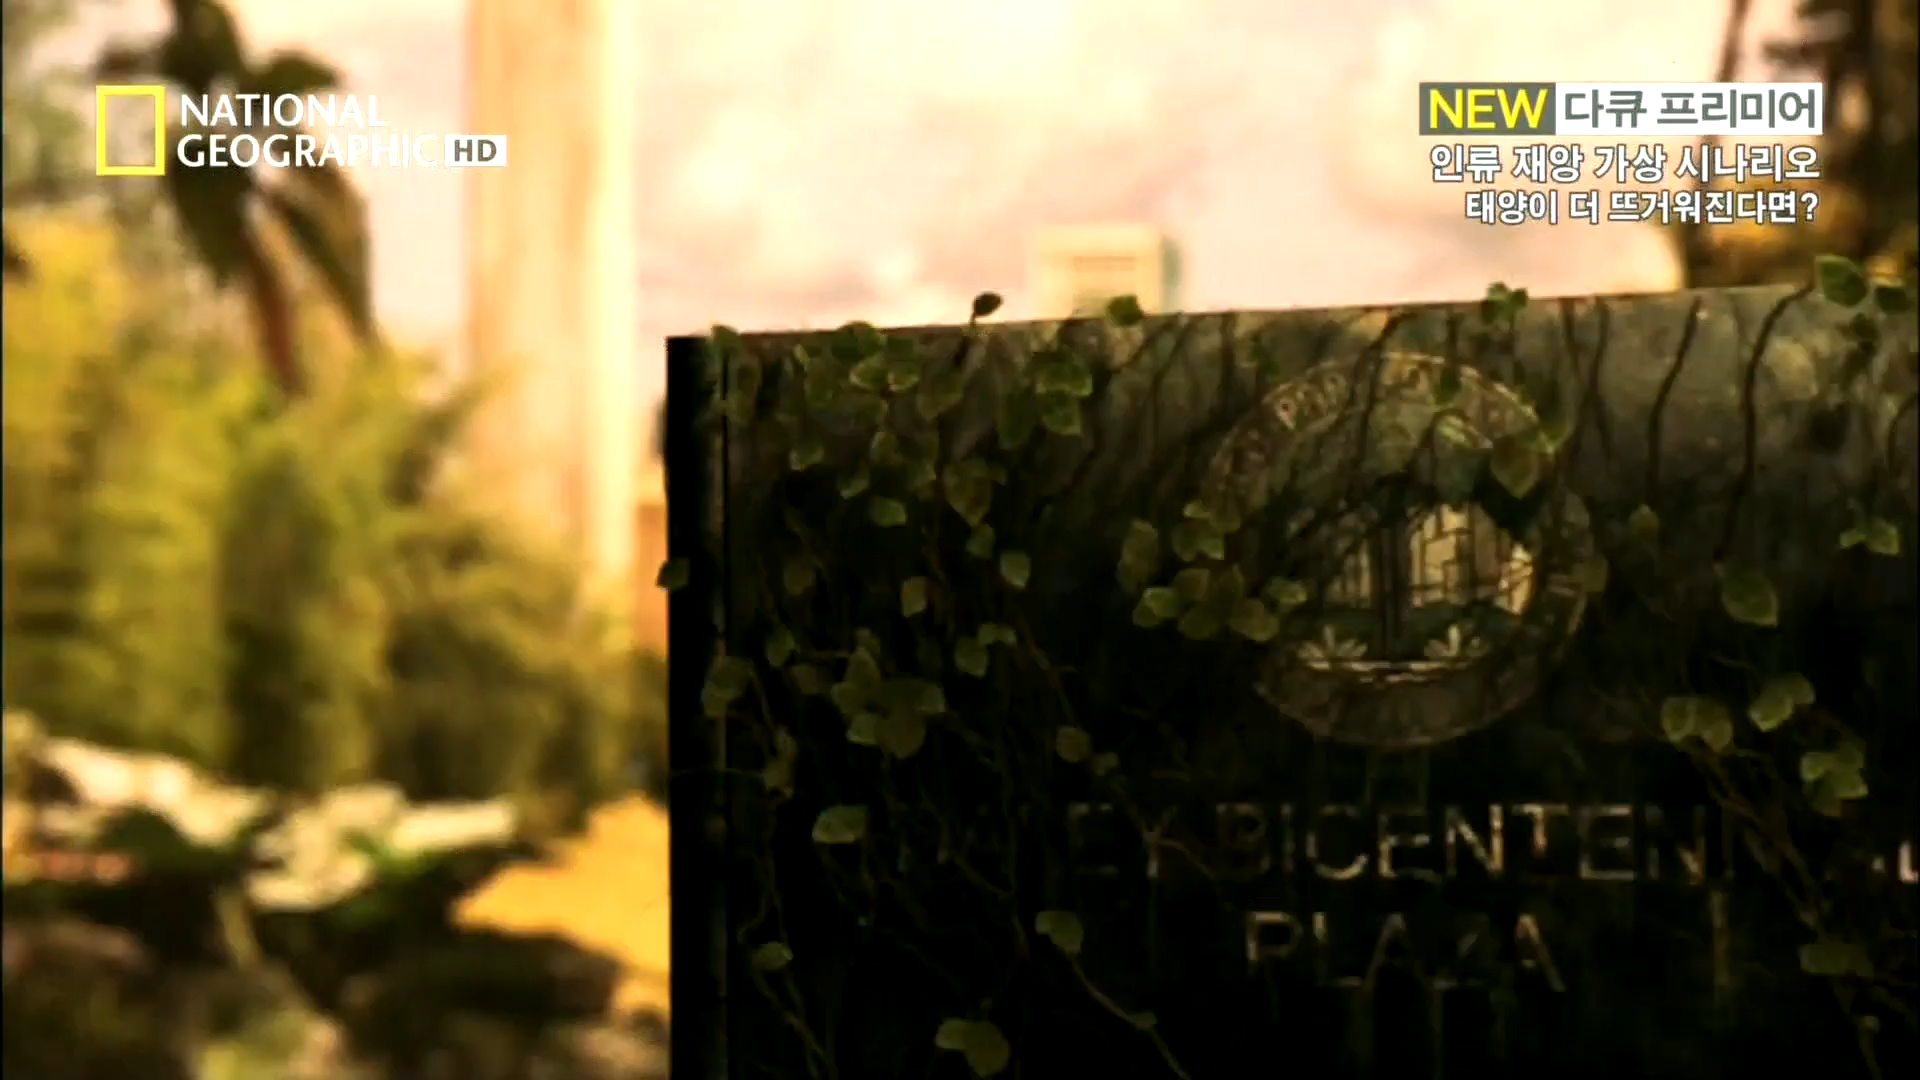 NATIONAL
GEOGRAPHIC HD
NEW 다큐 프리미어
인류 재앙 가상 시나리오
태양이 더 뜨거워진다면?
PLAZA